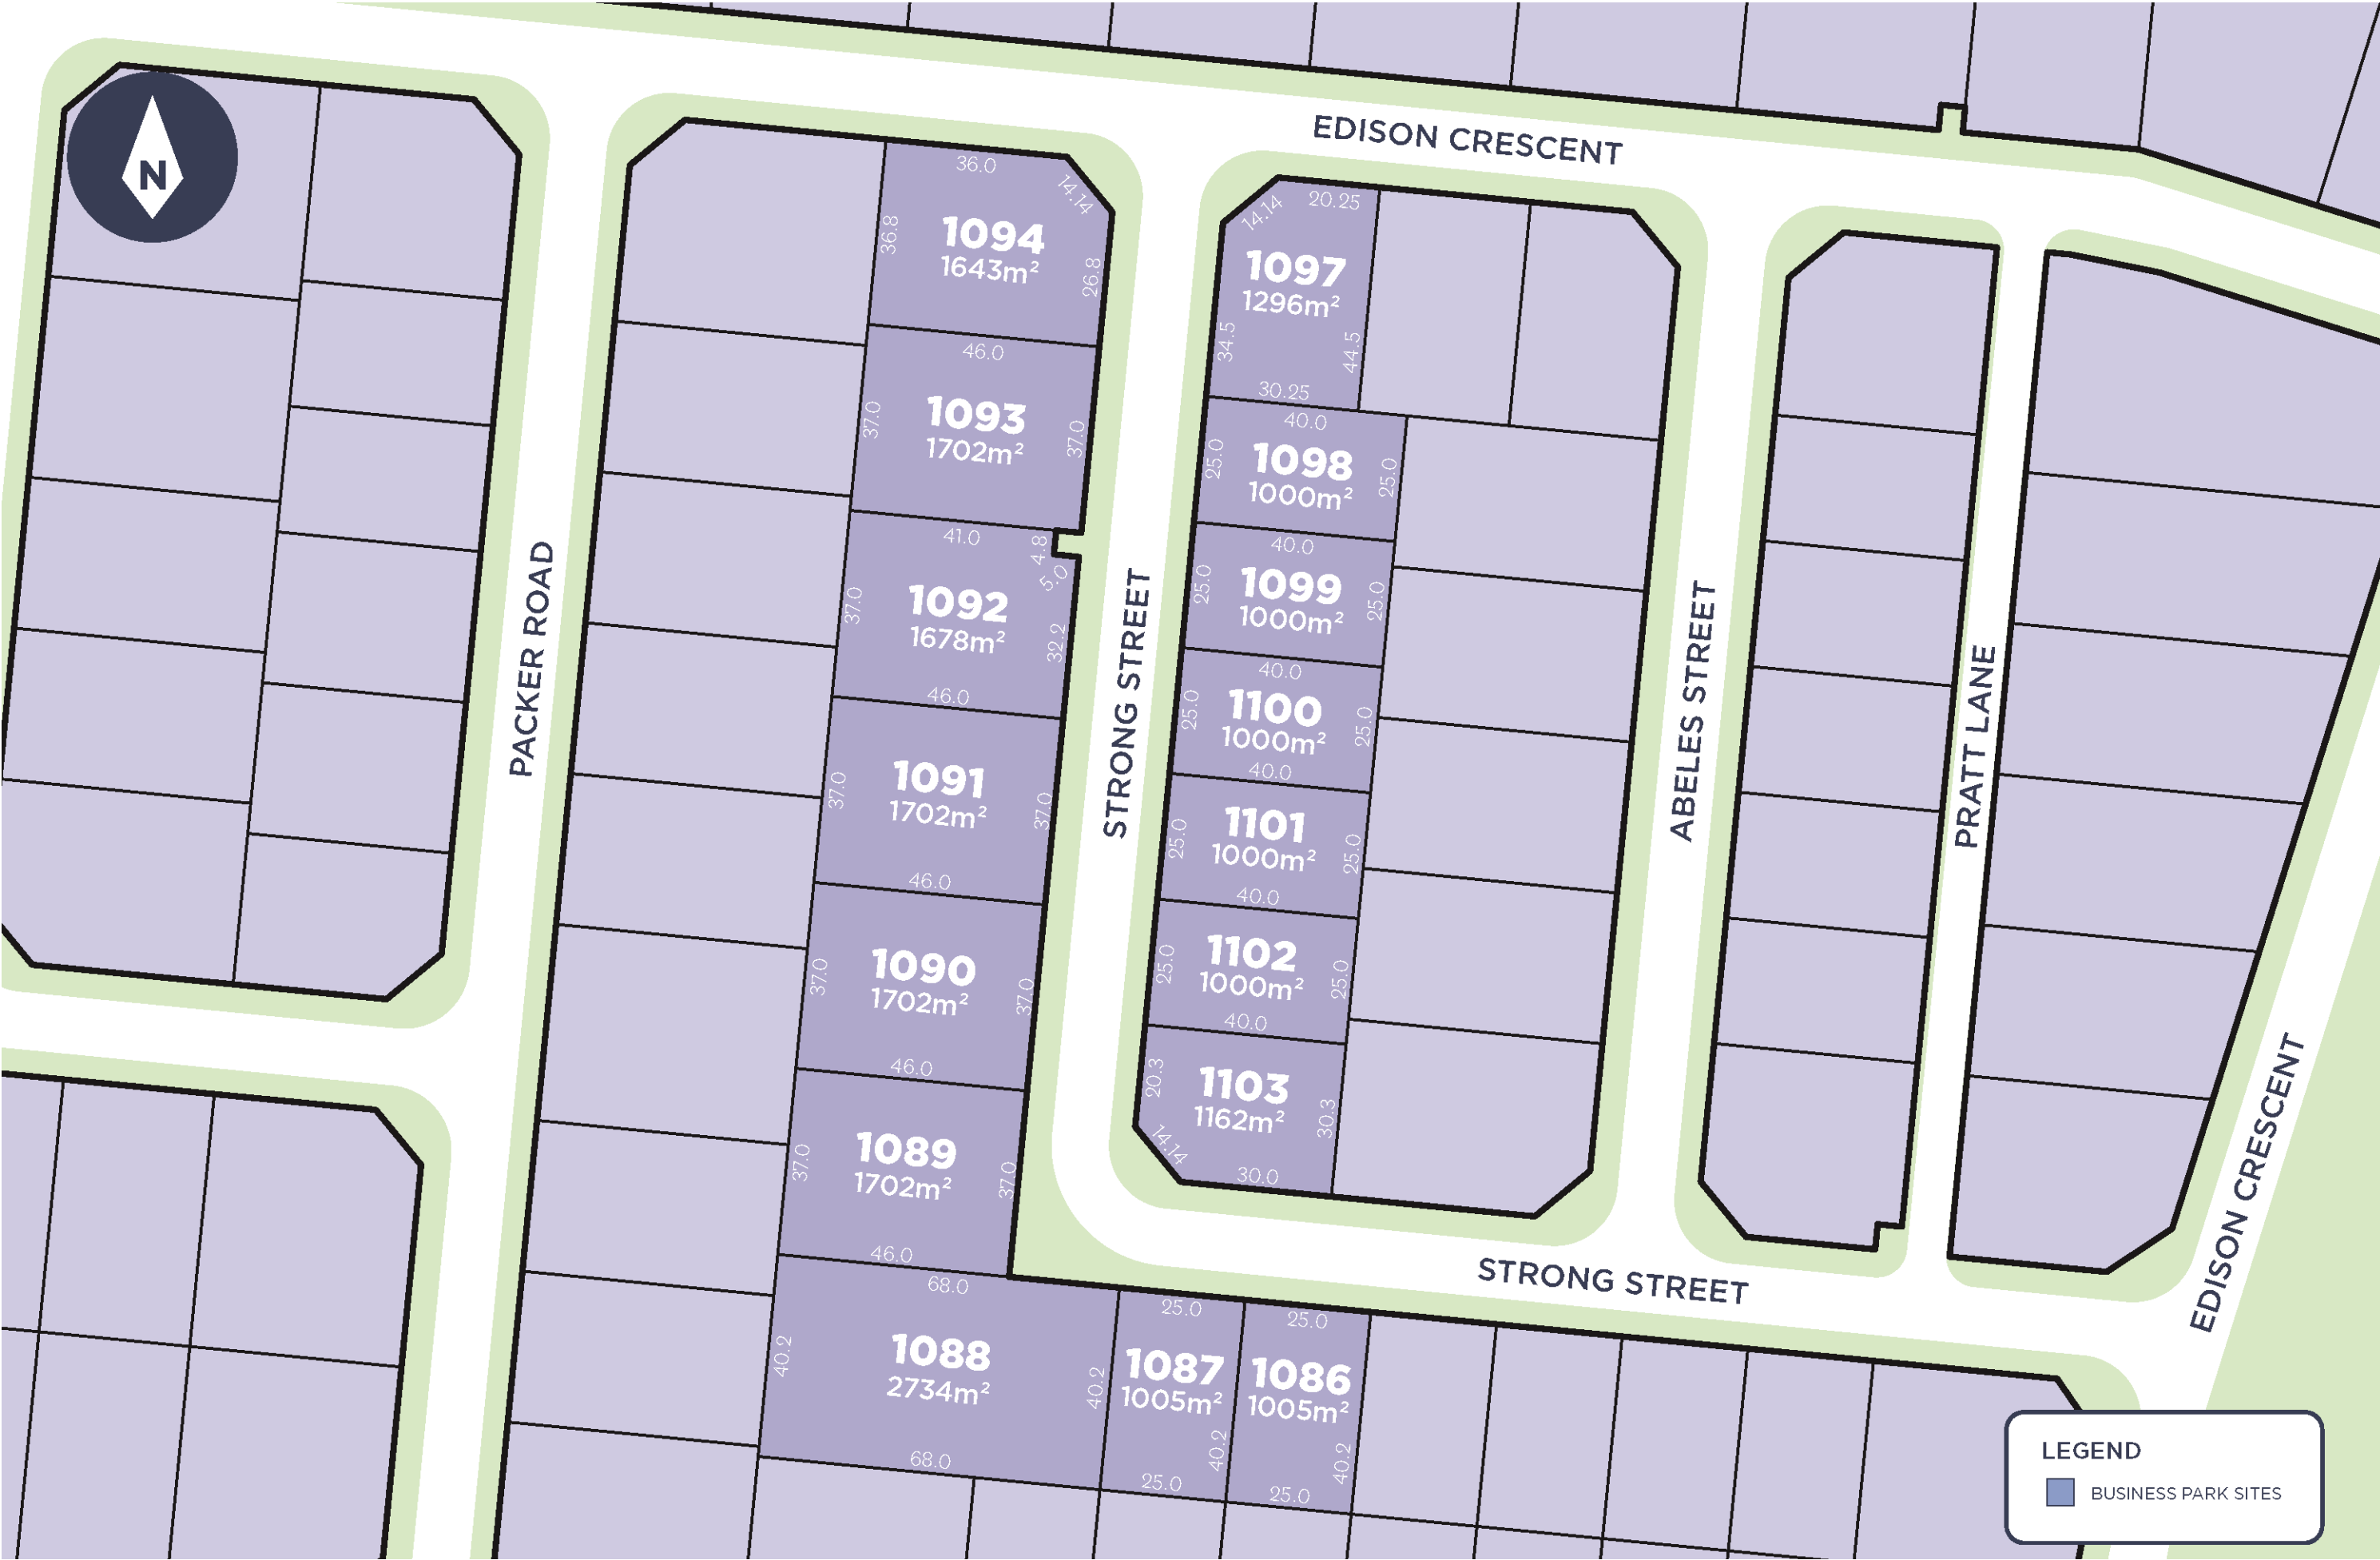 EDISON CRESCENT
N
36.0
14.14
36.8
1094
1643m²
26.8
46.0
37.0
1093
1702m²
37.0
41.0
4.8
5.0
37.0
1092
1678m²
32.2
46.0
37.0
1091
1702m²
37.0
46.0
37.0
1090
1702m²
37.0
46.0
37.0
1089
1702m²
37.0
46.0
68.0
40.2
1088
2734m²
40.2
68.0
25.0
1087
1005m²
40.2
25.0
25.0
1086
1005m²
40.2
25.0
14.14
20.25
1097
1296m²
34.5
44.5
30.25
40.0
25.0
1098
1000m²
25.0
40.0
25.0
1099
1000m²
25.0
40.0
25.0
1100
1000m²
25.0
40.0
25.0
1101
1000m²
25.0
40.0
25.0
1102
1000m²
25.0
40.0
20.3
1103
1162m²
30.3
14.14
30.0
PACKER ROAD
STRONG STREET
ABELES STREET
PRATT LANE
STRONG STREET
EDISON CRESCENT
LEGEND
BUSINESS PARK SITES